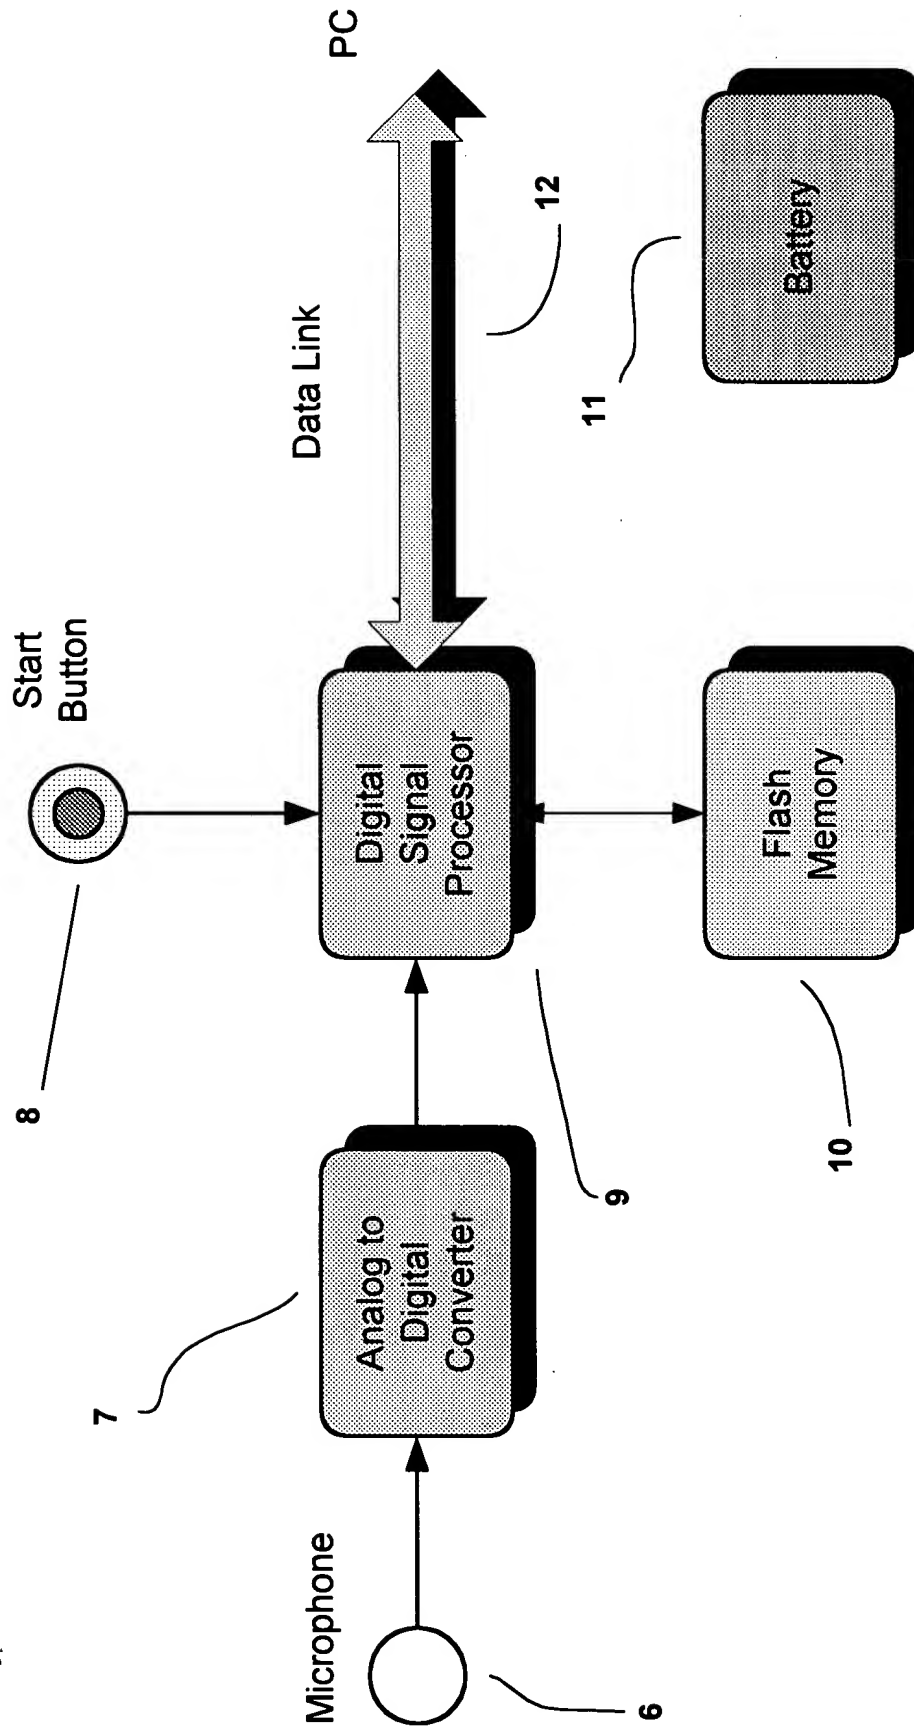 Start
Button
8
Data Link
PC
Microphone
7
Analog to
Digital
Converter
Digital
Signal
Processor
12
6
9
11
10
Flash
Memory
Battery